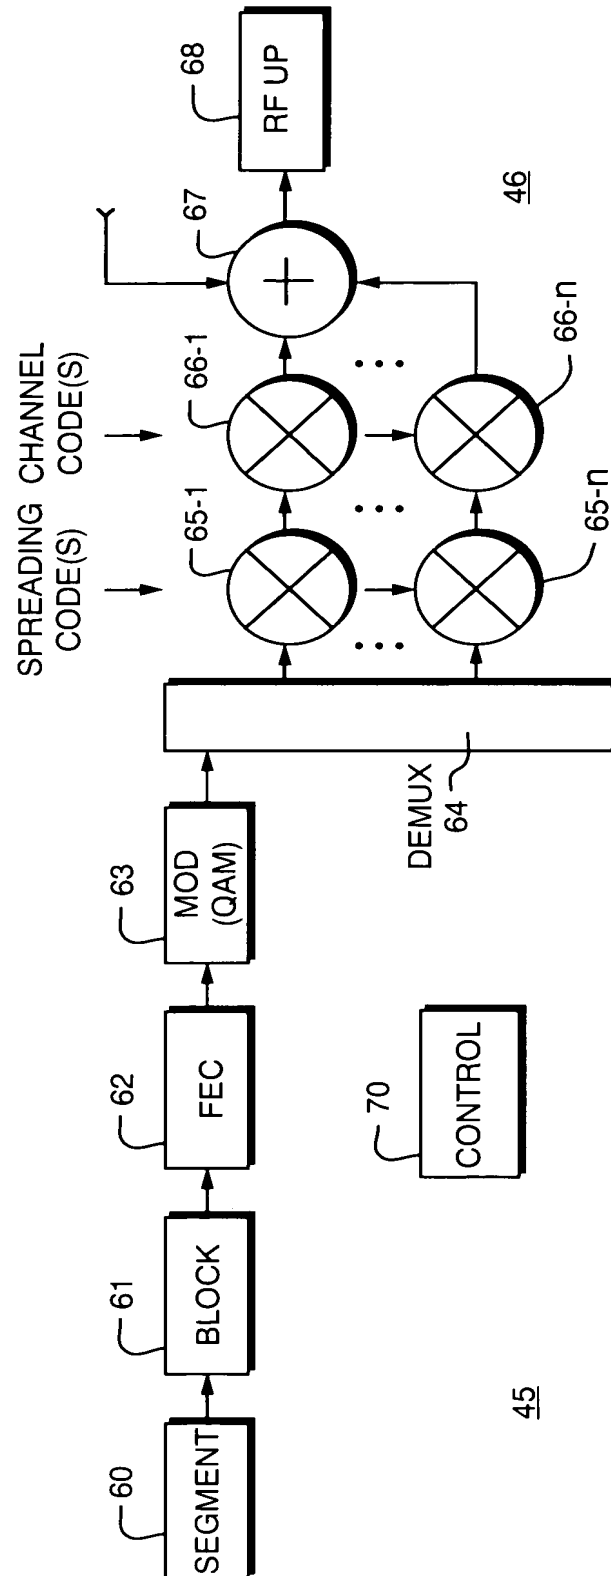 60
SEGMENT
61
BLOCK
62
FEC
63
MOD
(QAM)
DEMUX
64
SPREADING
CODE(S)
CHANNEL
CODE(S)
65-1
66-1
67
68
RF UP
65-n
66-n
70
CONTROL
45
46